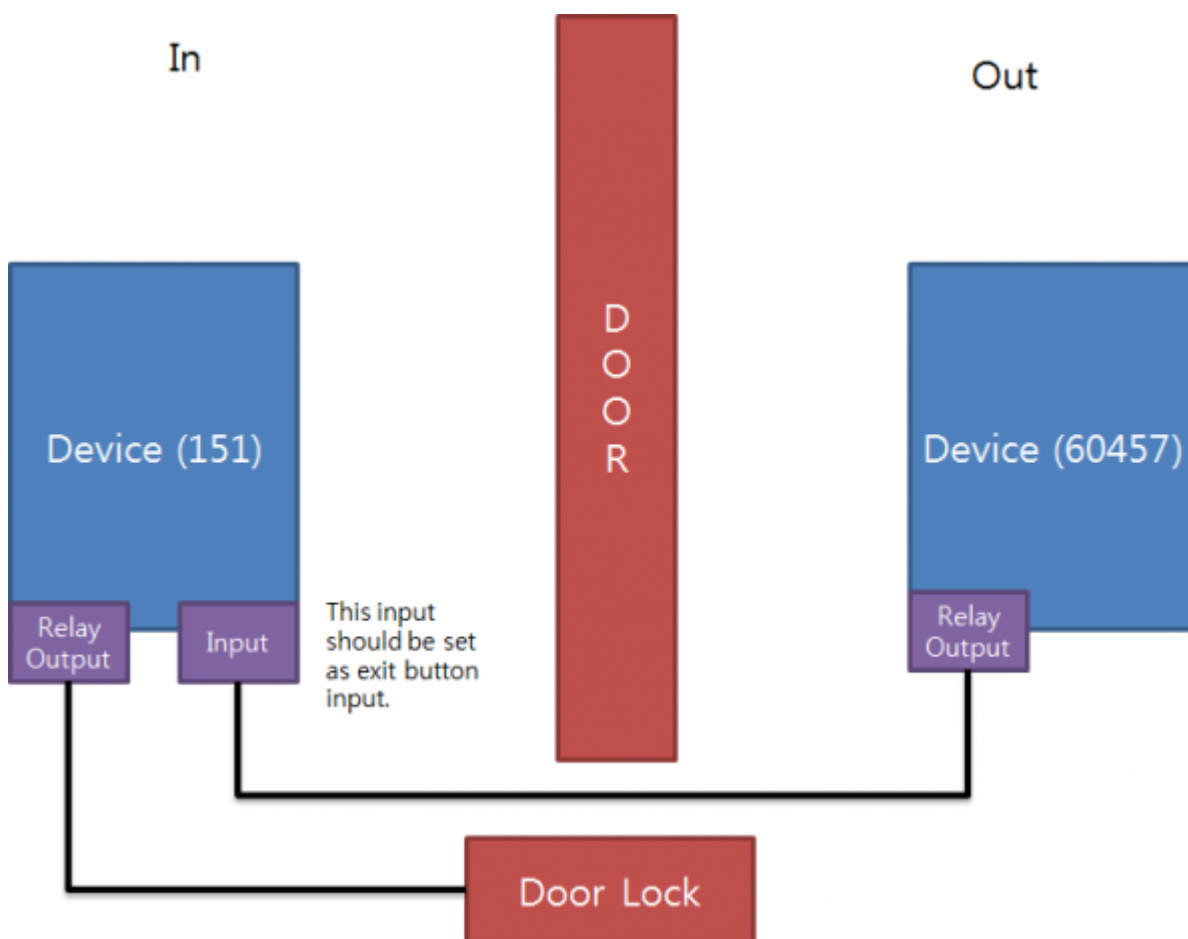 In
Out
D
O
O
R
Device (151)
Device (60457)
Relay
Output
Input
This input
should be set
as exit button
input.
Relay
Output
Door Lock